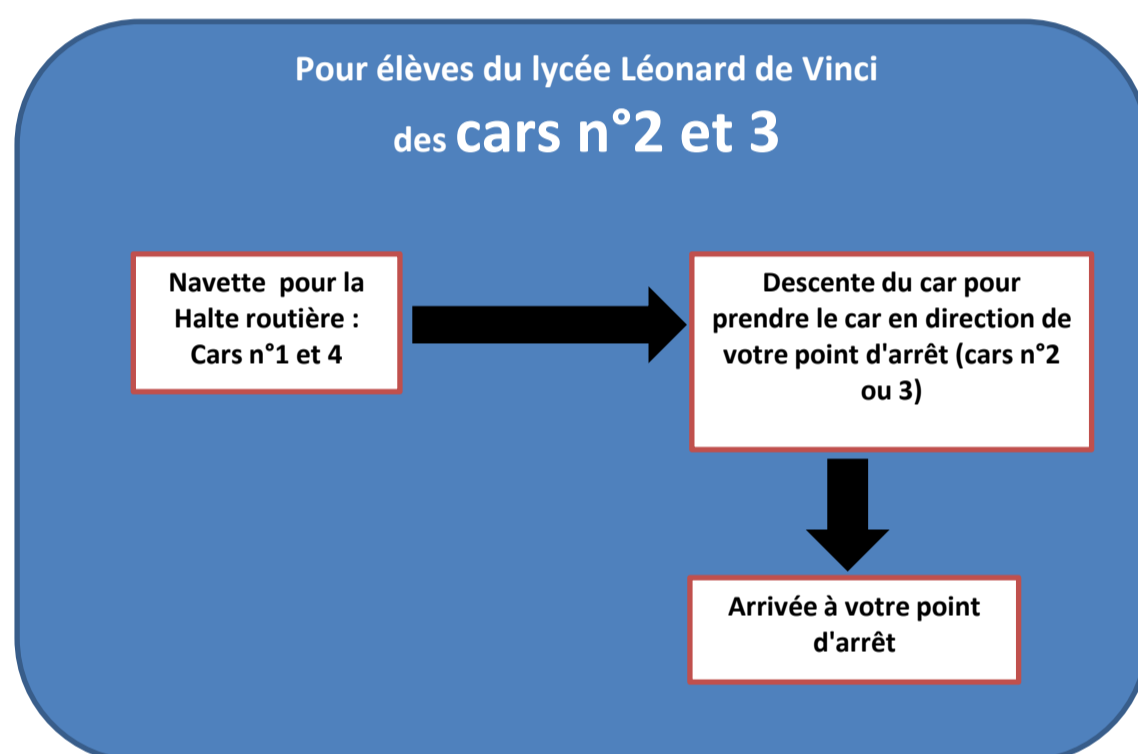 Pour élèves du lycée Léonard de Vinci
des cars n°2 et 3
Navette pour la
Halte routière :
Cars n°1 et 4
Descente du car pour
prendre le car en direction de
votre point d'arrêt (cars n°2
ou 3)
Arrivée à votre point
d'arrêt